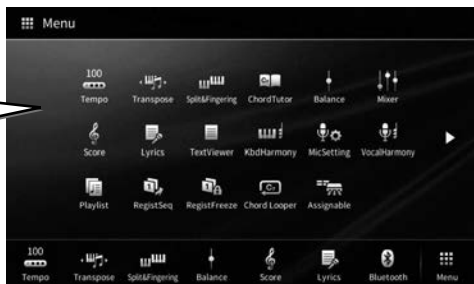 Menu
100
Tempo Transpose Split&Fingering ChordTutor Balance Mixer
Score Lyrics TextViewer KbdHarmony MicSetting VocalHarmony
Playlist RegistSeq RegistFreeze Chord Looper Assignable
100
Tempo Transpose Split&Fingering Balance Score Lyrics Bluetooth Menu